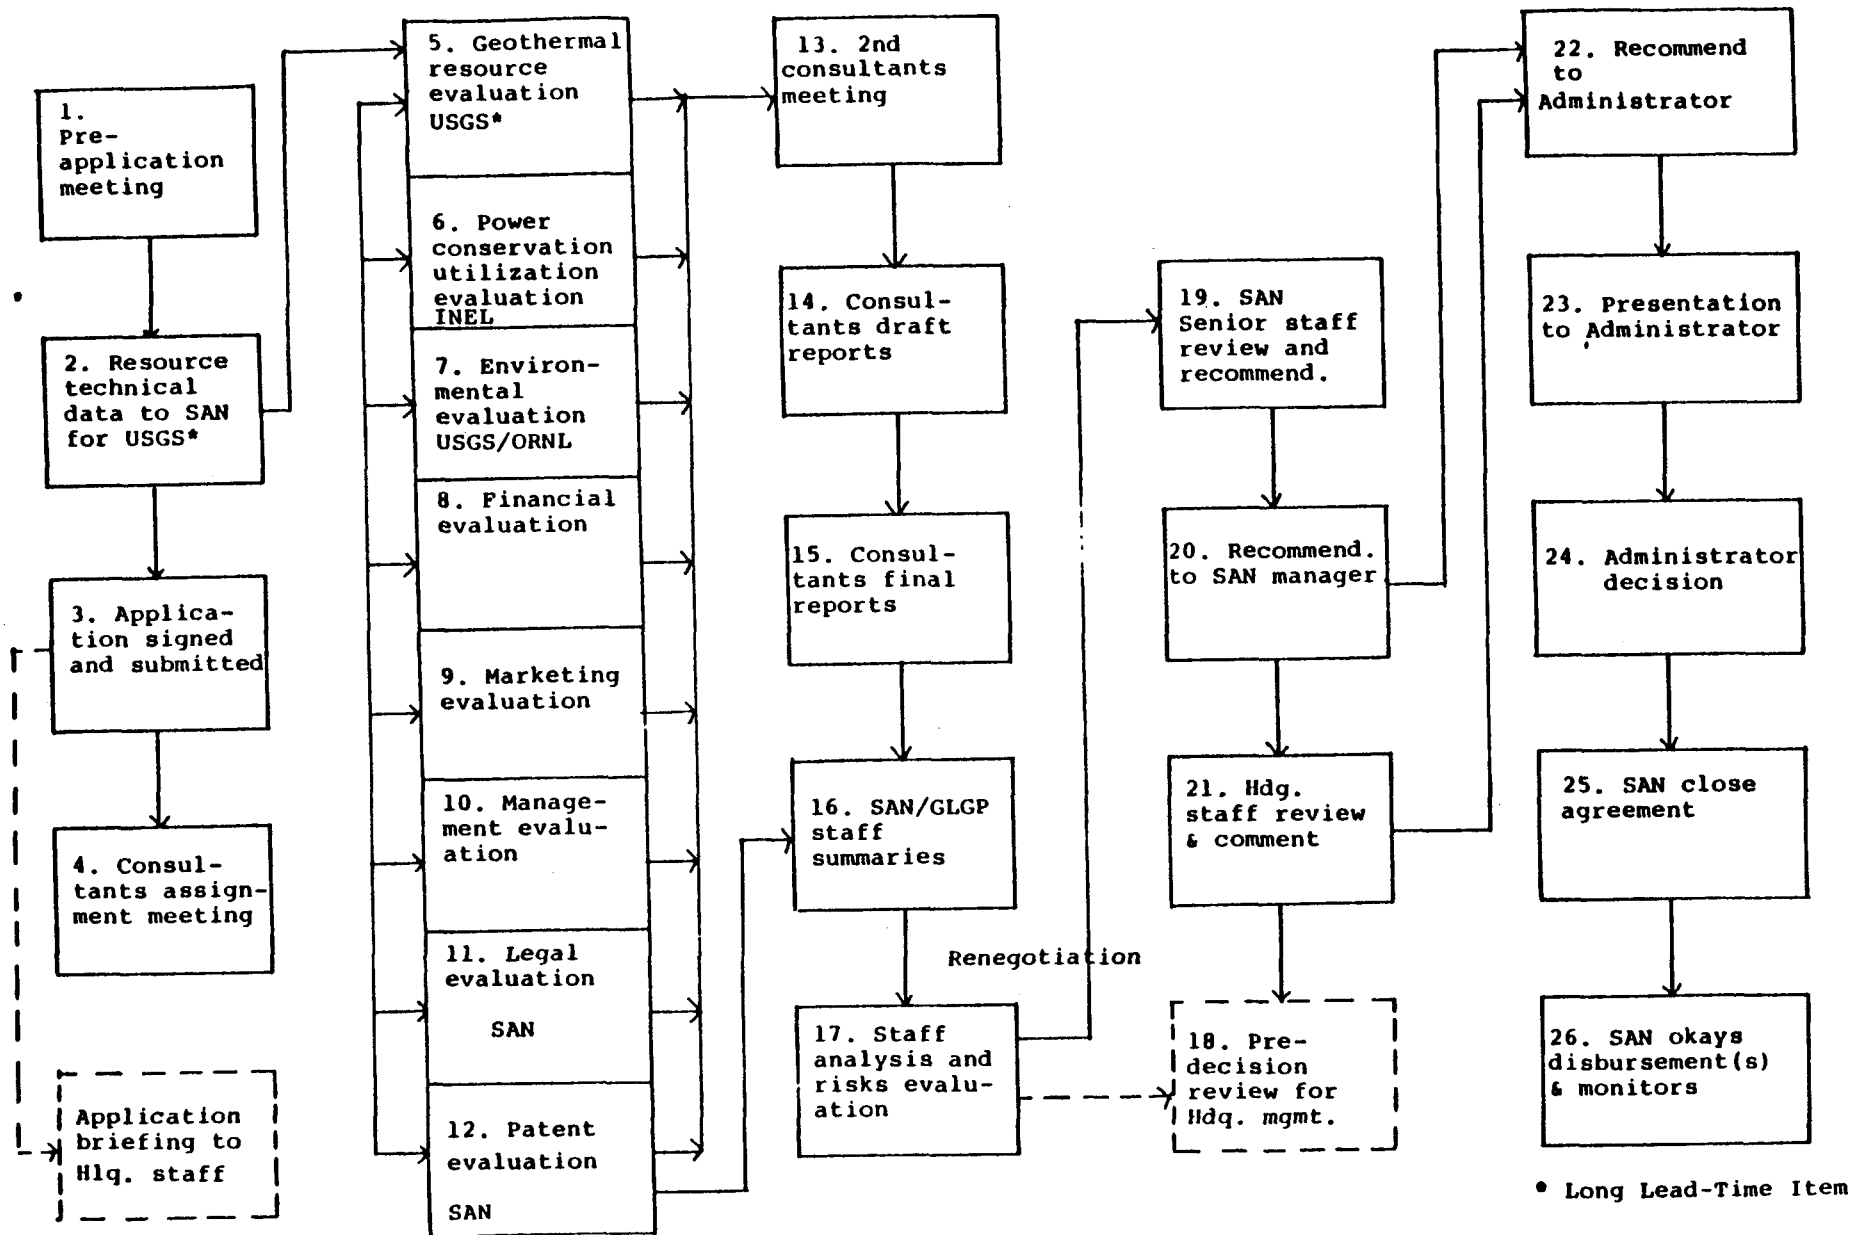 1.
Pre-
application
meeting
2. Resource
technical
data to SAN
for USGS*
3. Applica-
tion signed
and submitted
4. Consul-
tants assign-
ment meeting
Application
briefing to
Hlq. staff
5. Geothermal
resource
evaluation
USGS*
6. Power
conservation
utilization
evaluation
INEL
7. Environ-
mental
evaluation
USGS/ORNL
8. Financial
evaluation
9. Marketing
evaluation
10. Manage-
ment evalu-
ation
11. Legal
evaluation
SAN
12. Patent
evaluation
SAN
13. 2nd
consultants
meeting
14. Consul-
tants draft
reports
15. Consul-
tants final
reports
16. SAN/GLGP
staff
summaries
Renegotiation
17. Staff
analysis and
risks evalu-
ation
19. SAN
Senior staff
review and
recommend.
20. Recommend.
to SAN manager
21. Hdg.
staff review
& comment
18. Pre-
decision
review for
Hdq. mgmt.
22. Recommend
to
Administrator
23. Presentation
to Administrator
24. Administrator
decision
25. SAN close
agreement
26. SAN okays
disbursement(s)
& monitors
* Long Lead-Time Item